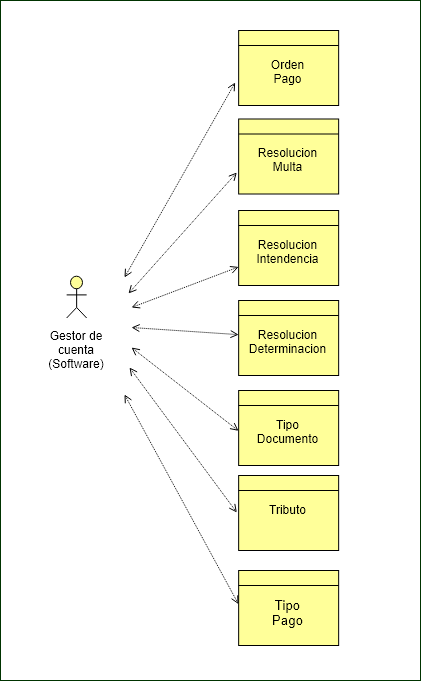 Orden
Pago
Resolucion
Multa
Resolucion
Intendencia
Gestor de
cuenta
(Software)
Resolucion
Determinacion
Tipo
Documento
Tributo
Tipo
Pago